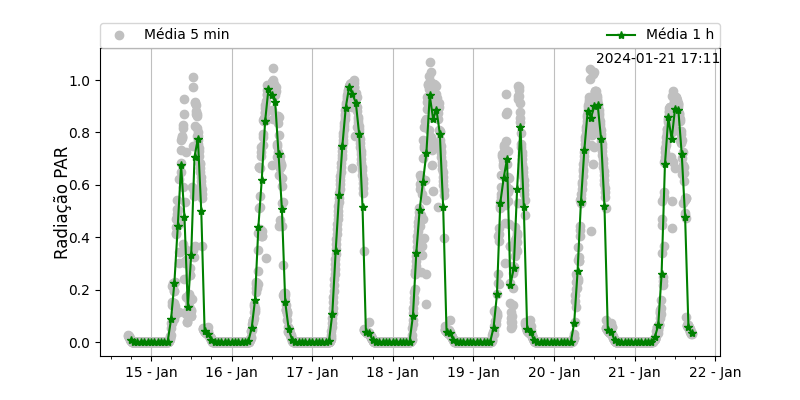 Média 5 min
Média 1 h
2024-01-21 17:11
Radiação PAR
1.0
0.8
0.6
0.4
0.2
0.0
15 - Jan
16 - Jan
17 - Jan
18 - Jan
19 - Jan
20 - Jan
21 - Jan
22 - Jan